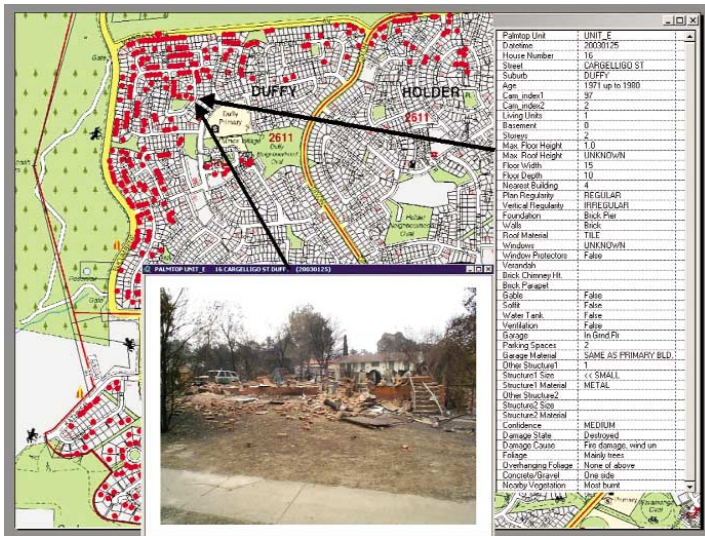 Palmtop Unit UNIT_E
Datetime 20030125
House Number 16
Street CARGELLIGO ST
Suburb DUFFY
Age 1971 up to 1980
Cam_index1 97
Cam_index2 2
Living Units 1
Basement 0
Storeys 2
Max. Floor Height 1.0
Max. Roof Height UNKNOWN
Floor Width 15
Floor Depth 10
Nearest Building 4
Plan Regularity REGULAR
Vertical Regularity IRREGULAR
Foundation Brick Pier
Walls Brick
Roof Material TILE
Windows UNKNOWN
Window Protectors False
Verandah
Brick Chimney Ht.
Brick Parapet
Gable False
Soffit False
Water Tank False
Ventilation False
Garage In Grnd Flr
Parking Spaces 2
Garage Material SAME AS PRIMARY BLD.
Other Structure1 1
Structure1 Size << SMALL
Structure1 Material METAL
Other Structure2
Structure2 Size
Structure2 Material
Confidence MEDIUM
Damage State Destroyed
Damage Cause Fire damage, wind un
Foliage Mainly trees
Overhanging Foliage None of above
Concrete/Gravel One side
Nearby Vegetation Most burnt
Gate
DUFFY
HOLDER
Duffy
Primary
2611
2611
Duffy
Neighbourhood
Oval
Holder
Neighbourhood
Oval
Gate
PALMTOP UNIT_E 16 CARGELLIGO ST DUFF (20030125)
Primary
Oval